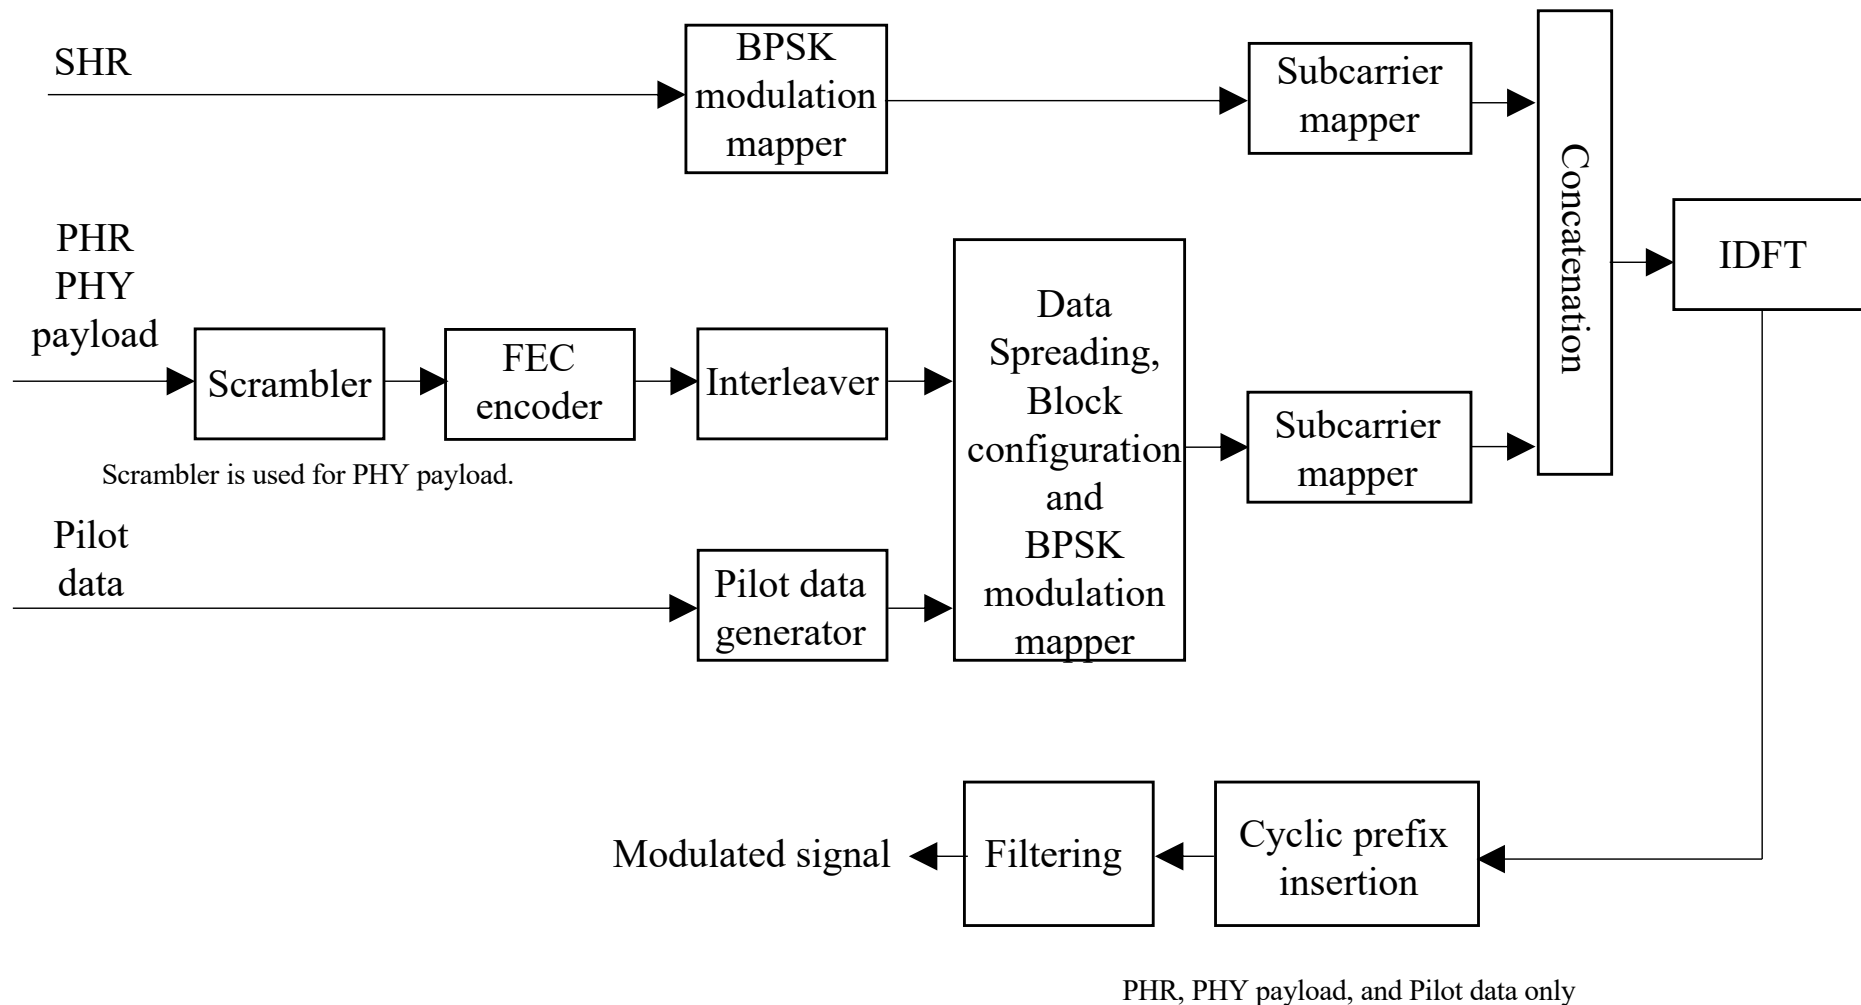 SHR
BPSK
modulation
mapper
Subcarrier
mapper
Concatenation
IDFT
PHR
PHY
payload
Scrambler
FEC
encoder
Interleaver
Data
Spreading,
Block
configuration
and
BPSK
modulation
mapper
Subcarrier
mapper
Scrambler is used for PHY payload.
Pilot
data
Pilot data
generator
Modulated signal
Filtering
Cyclic prefix
insertion
PHR, PHY payload, and Pilot data only